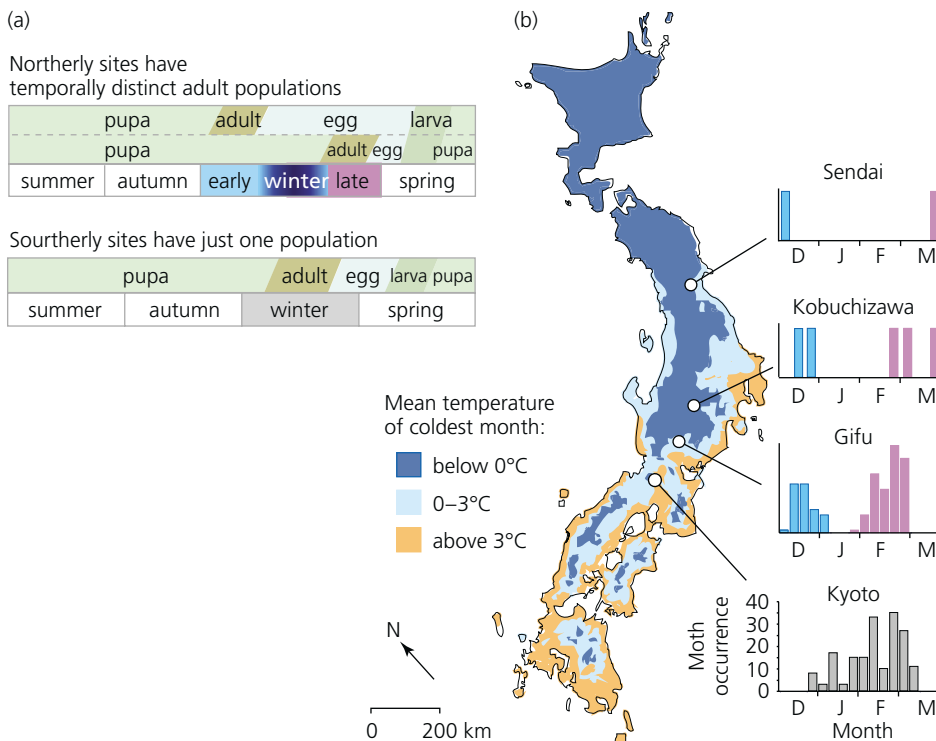 (a)
Northerly sites have
temporally distinct adult populations
pupa adult egg larva
pupa adult egg pupa
summer autumn early winter late spring
Sourtherly sites have just one population
pupa adult egg larva pupa
summer autumn winter spring
(b)
Mean temperature
of coldest month:
below 0°C
0–3°C
above 3°C
N
0 200 km
Sendai
D J F M
Kobuchizawa
D J F M
Gifu
D J F M
Kyoto
Moth
occurrence
40
30
20
10
0
D J F M
Month